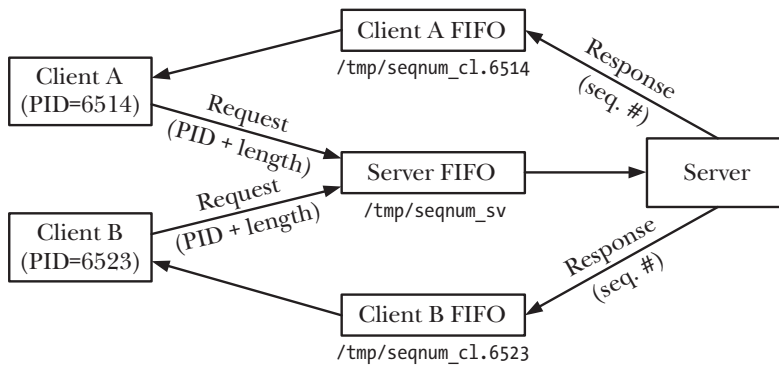 Client A FIFO
/tmp/seqnum_cl.6514
Client A
(PID=6514)
Response
(seq. #)
Request
(PID + length)
Server FIFO
/tmp/seqnum_sv
Server
Request
(PID + length)
Client B
(PID=6523)
Response
(seq. #)
Client B FIFO
/tmp/seqnum_cl.6523